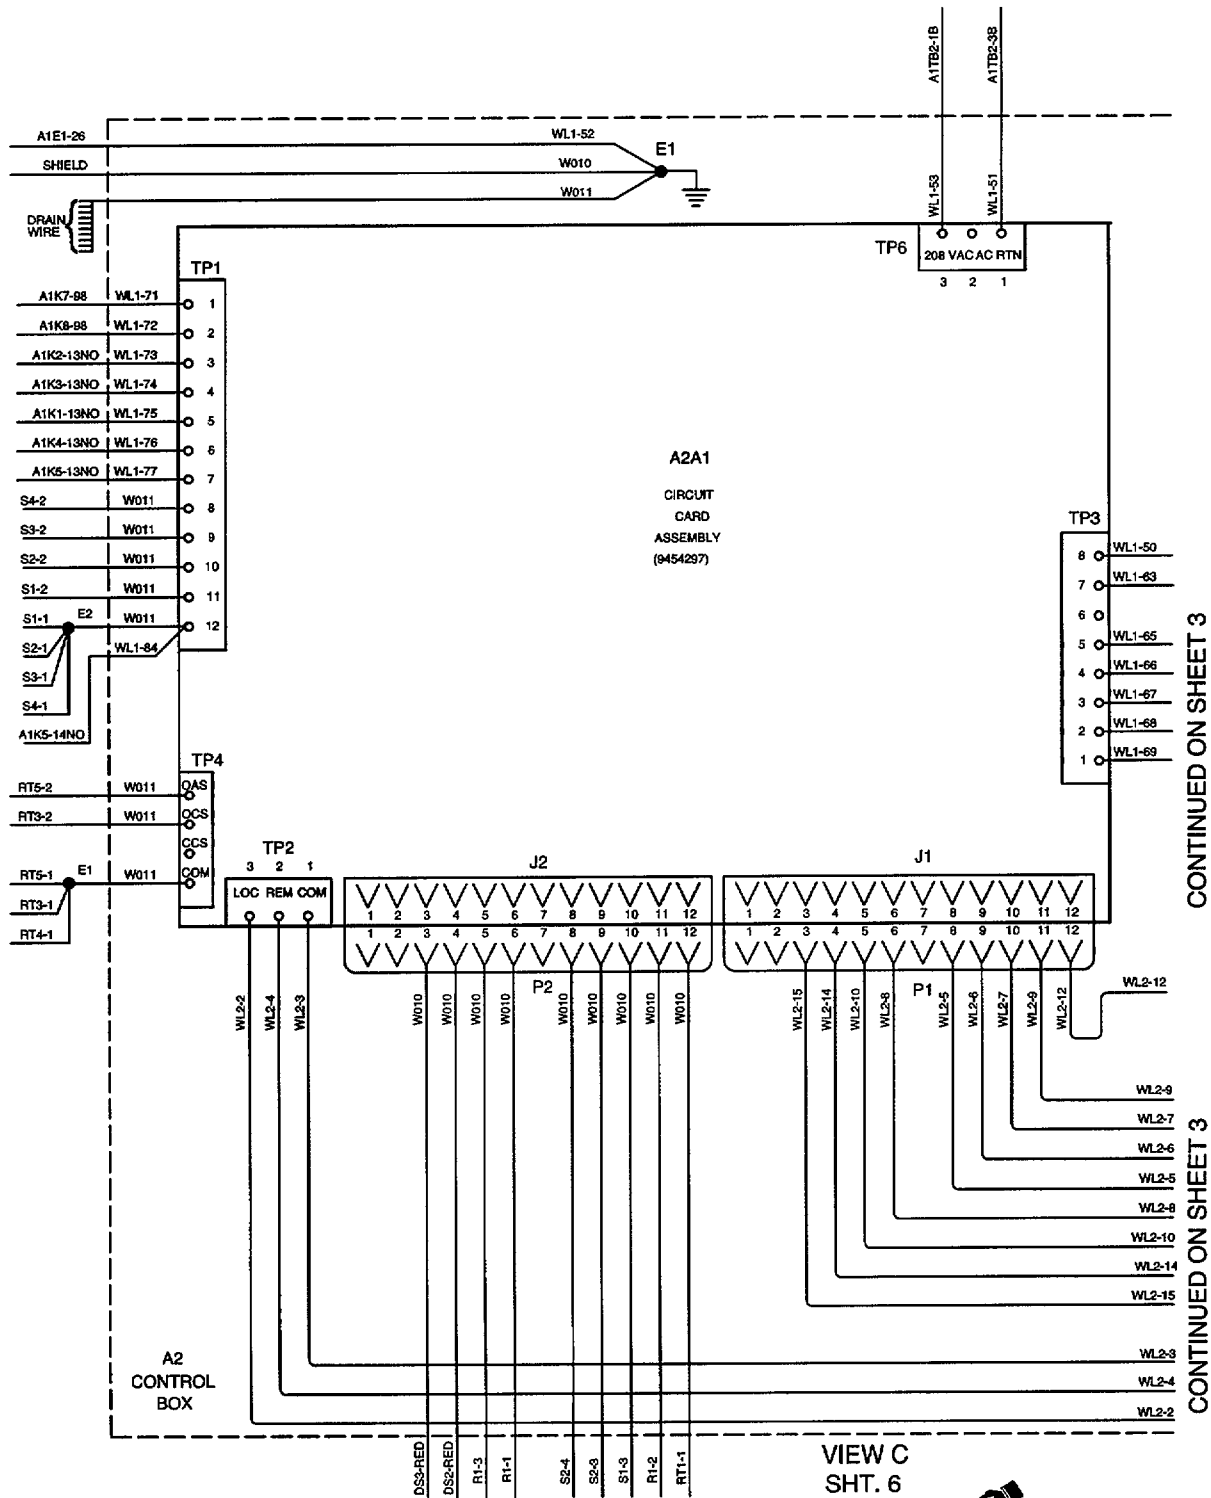 A1TB2-1B
A1TB2-3B
A1E1-26
WL1-52
E1
SHIELD
W010
W011
DRAIN
WIRE
WL1-53
WL1-51
TP6
208 VAC AC RTN
3 2 1
TP1
A1K7-98 WL1-71 1
A1K8-98 WL1-72 2
A1K2-13NO WL1-73 3
A1K3-13NO WL1-74 4
A1K1-13NO WL1-75 5
A1K4-13NO WL1-76 6
A1K5-13NO WL1-77 7
S4-2 W011 8
S3-2 W011 9
S2-2 W011 10
S1-2 W011 11
S1-1 E2 W011 12
S2-1 WL1-84
S3-1
S4-1
A1K5-14NO
A2A1
CIRCUIT
CARD
ASSEMBLY
(9454297)
TP3
8 WL1-50
7 WL1-63
6
5 WL1-65
4 WL1-66
3 WL1-67
2 WL1-68
1 WL1-69
CONTINUED ON SHEET 3
TP4
RT5-2 W011 OAS
RT3-2 W011 OCS
CCS
RT5-1 E1 W011 COM
RT3-1
RT4-1
TP2
3 2 1
LOC REM COM
J2
1 2 3 4 5 6 7 8 9 10 11 12
1 2 3 4 5 6 7 8 9 10 11 12
P2
J1
1 2 3 4 5 6 7 8 9 10 11 12
1 2 3 4 5 6 7 8 9 10 11 12
P1
WL2-2
WL2-4
WL2-3
W010
W010
W010
W010
W010
W010
W010
W010
W010
WL2-15
WL2-14
WL2-10
WL2-8
WL2-5
WL2-6
WL2-7
WL2-9
WL2-12
WL2-12
WL2-9
WL2-7
WL2-6
WL2-5
WL2-8
WL2-10
WL2-14
WL2-15
WL2-3
WL2-4
WL2-2
CONTINUED ON SHEET 3
A2
CONTROL
BOX
DS3-RED
DS2-RED
R1-3
R1-1
S2-4
S2-3
S1-3
R1-2
RT1-1
VIEW C
SHT. 6